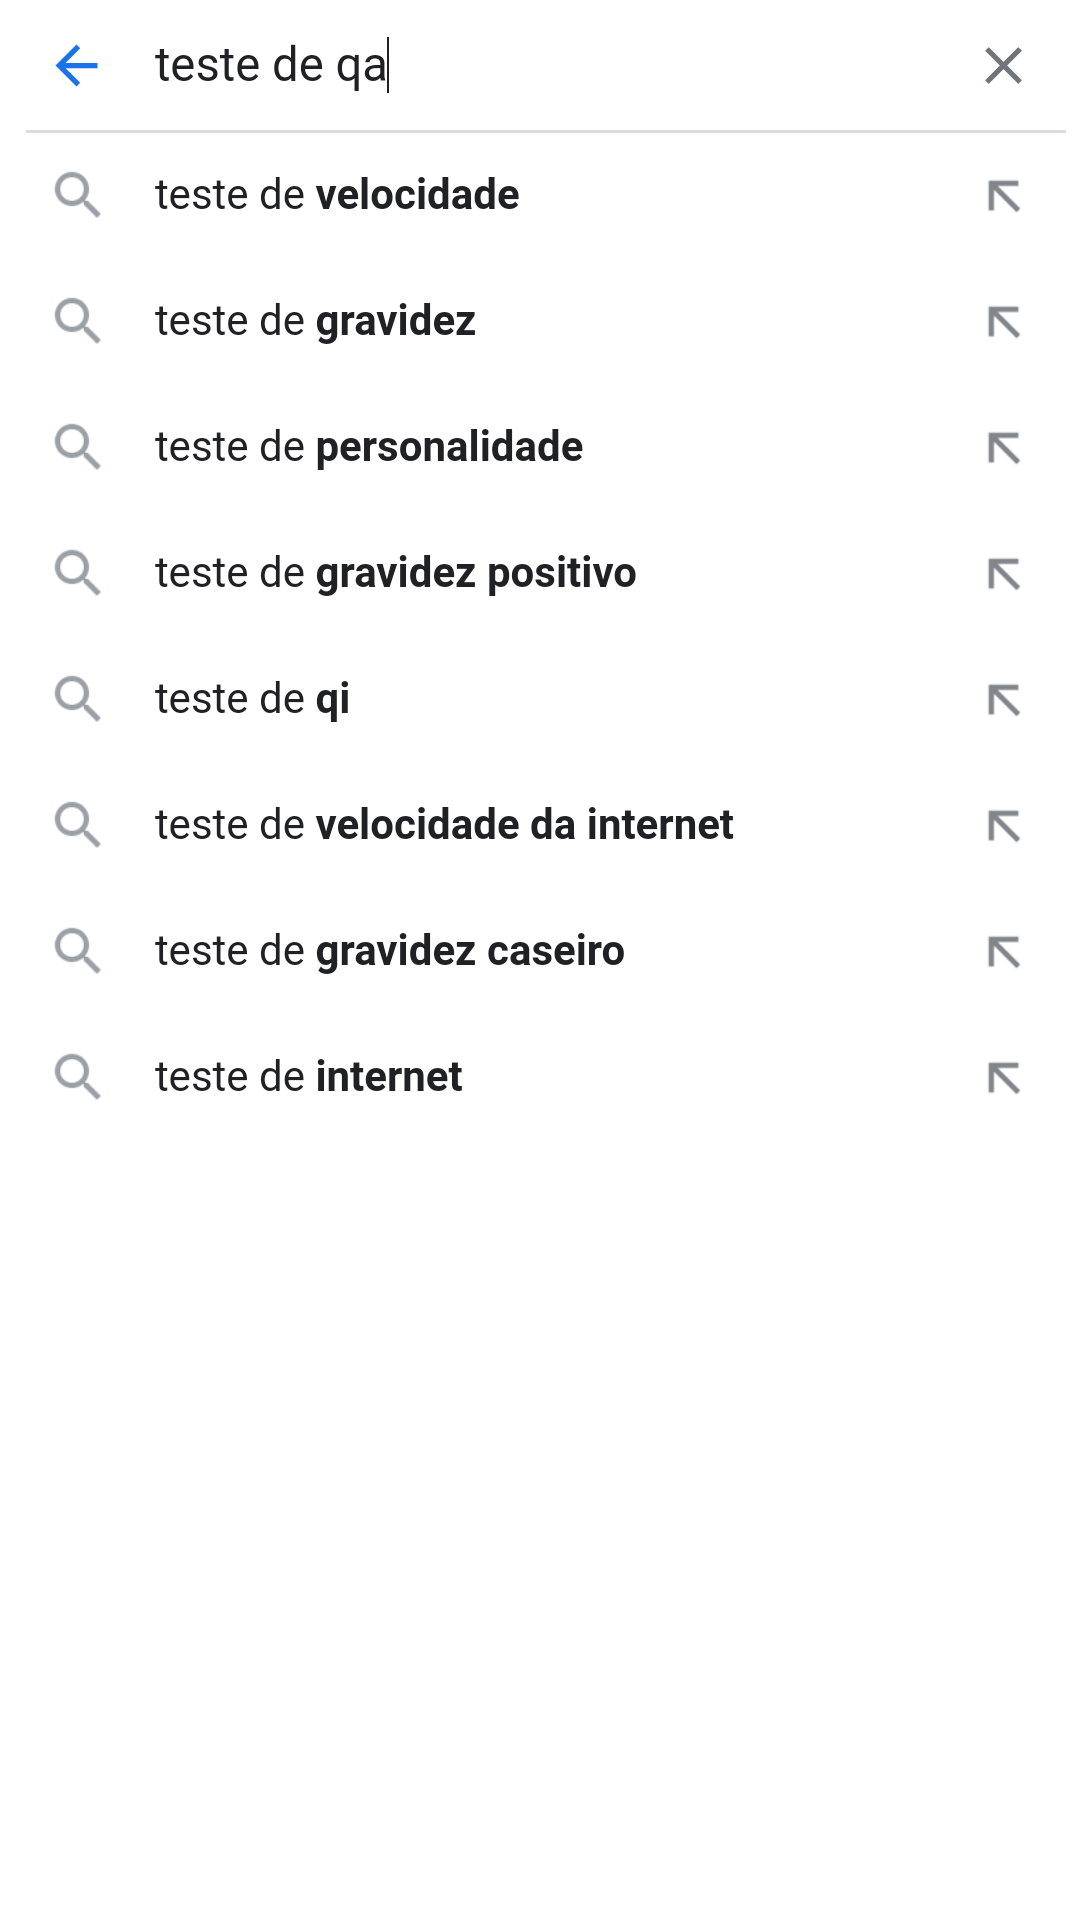 teste de qa
teste de velocidade
teste de gravidez
teste de personalidade
teste de gravidez positivo
teste de qi
teste de velocidade da internet
teste de gravidez caseiro
teste de internet